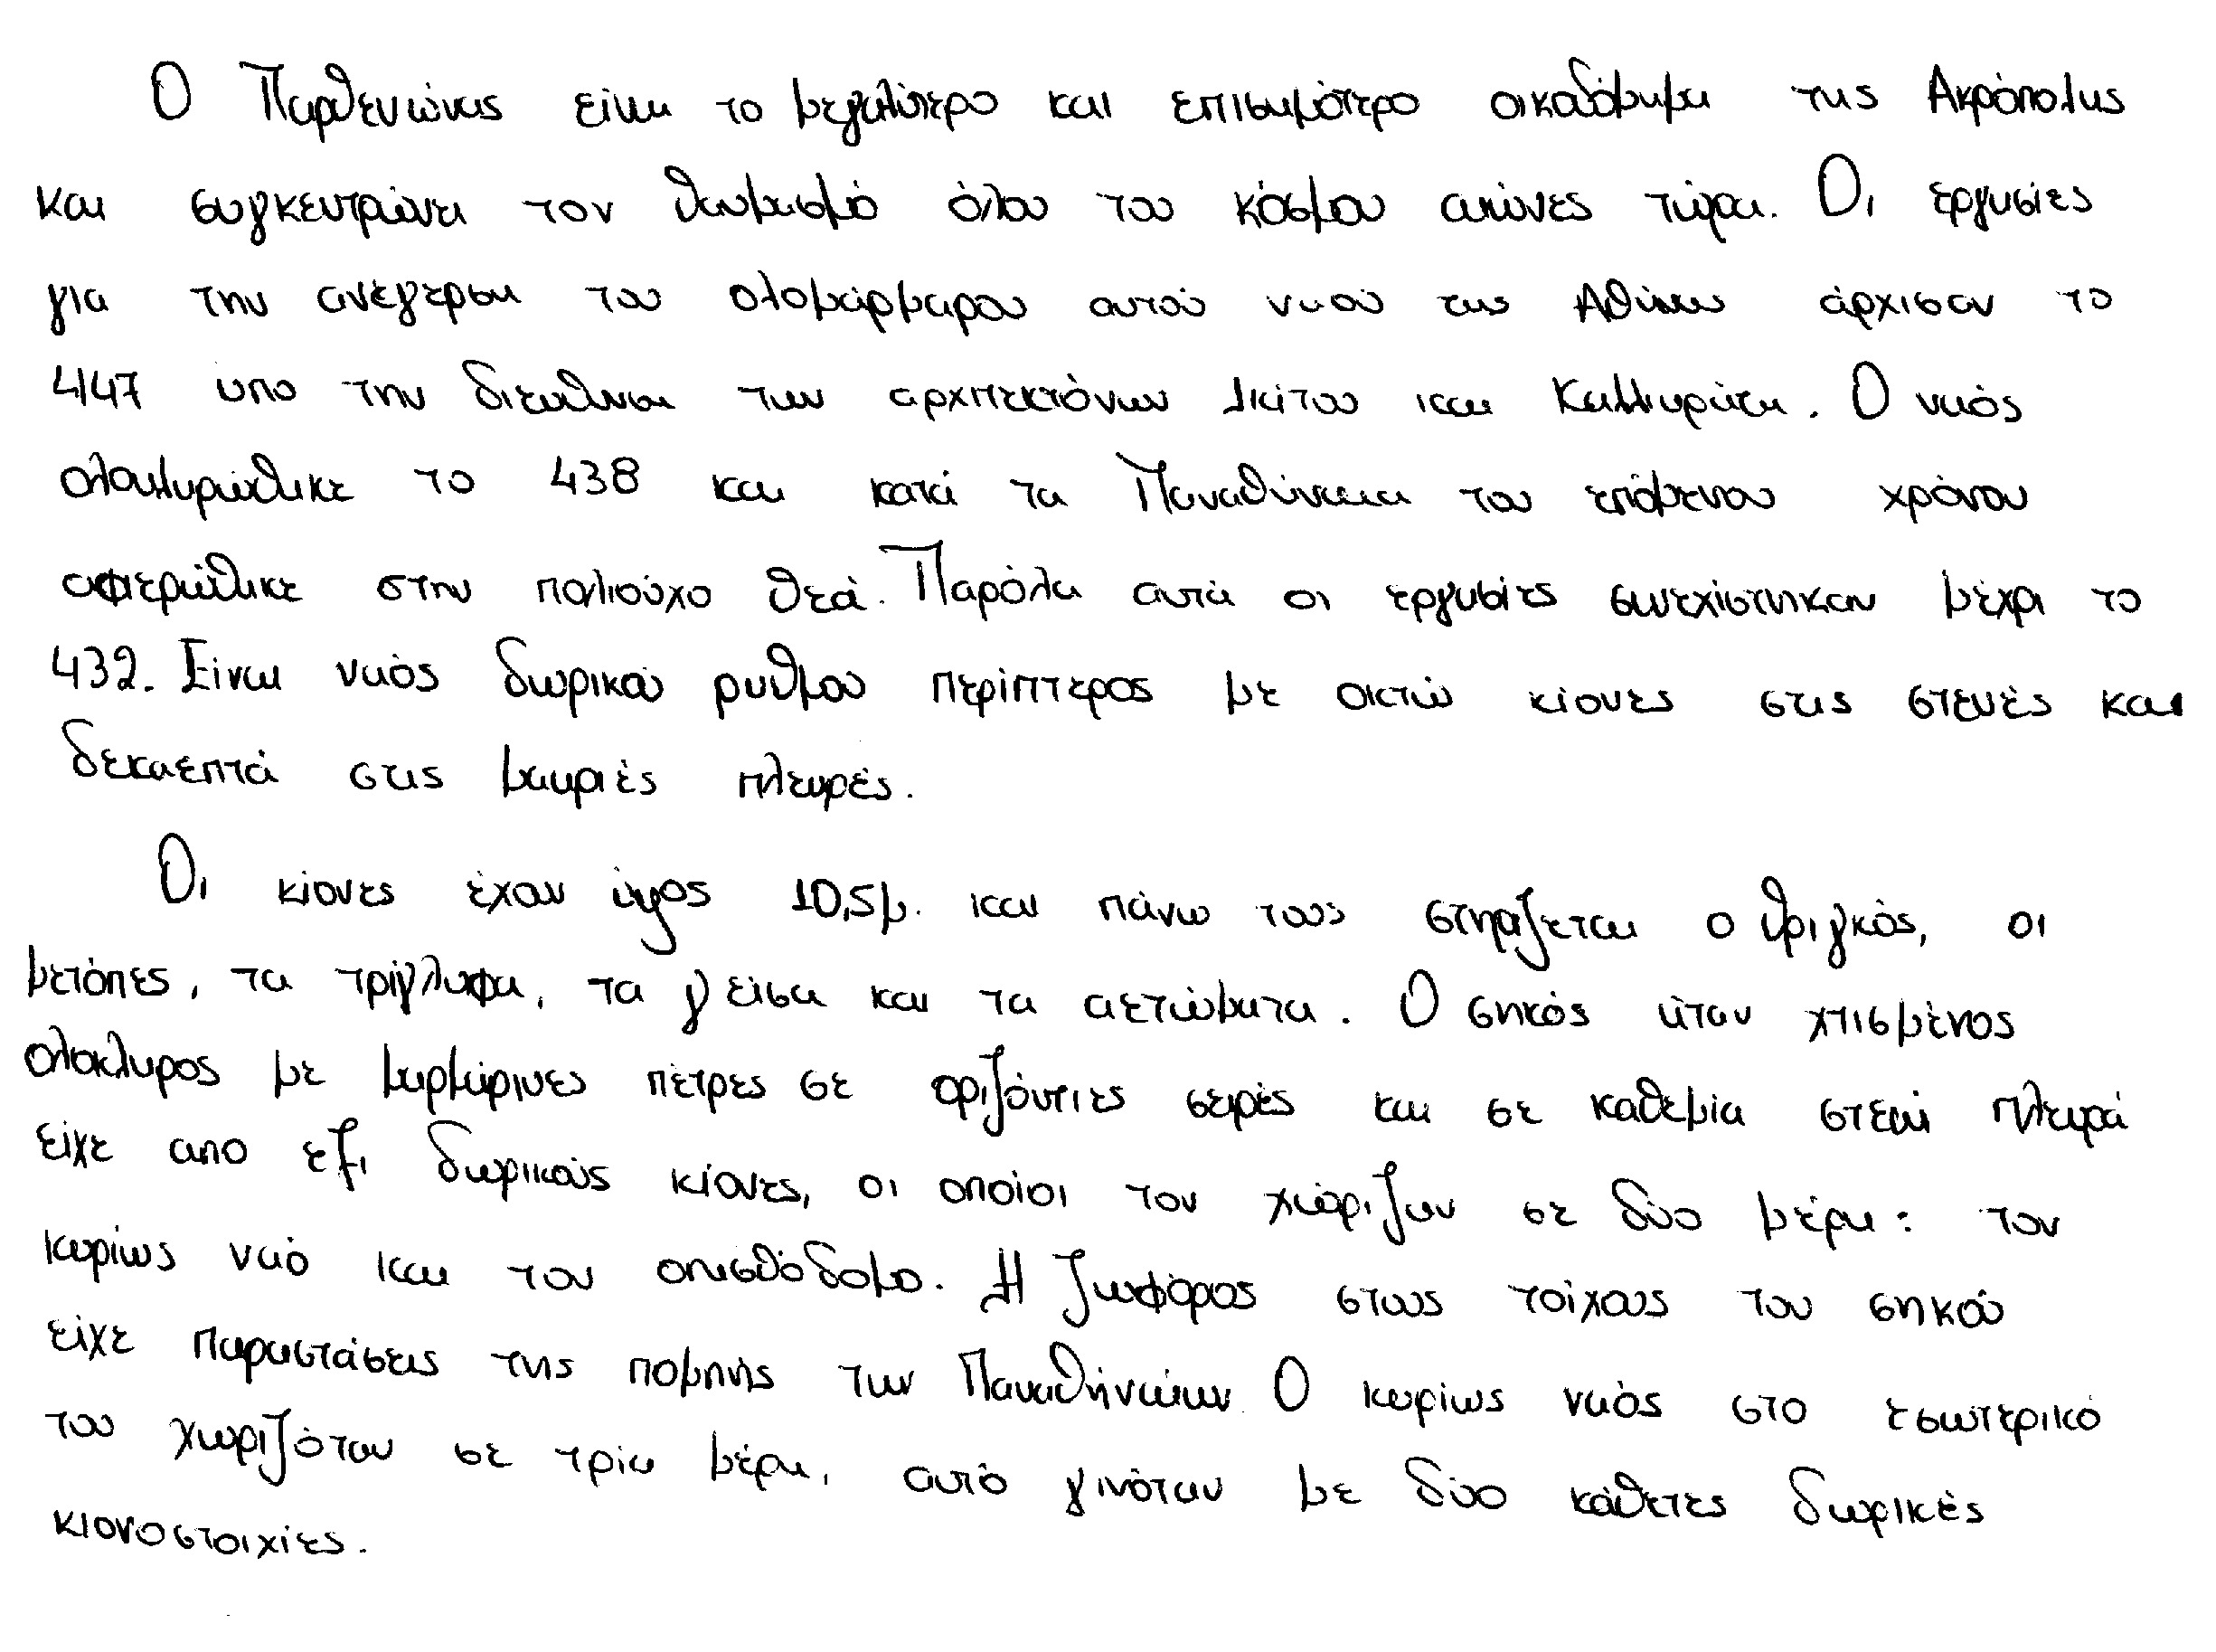 Ο Παρθενώνας είναι το μεγαλύτερο και επισημότερο οικοδόμημα της Ακρόπολης
και συγκεντρώνει τον θαυμασμό όλου του κόσμου αιώνες τώρα. Οι εργασίες
για την ανέγερση του ολομάρμαρου αυτού ναού της Αθήνας άρχισαν το
447 υπο την διεύθυνση των αρχιτεκτόνων Ικτίνου και Καλλικράτη. Ο ναός
ολοκληρώθηκε το 438 και κατά τα Παναθήναια του επόμενου χρόνου
αφιερώθηκε στην πολιούχο θεά. Παρόλα αυτά οι εργασίες συνεχίστηκαν μέχρι το
432. Είναι ναός δωρικού ρυθμού περίπτερος με οκτώ κίονες στις στενές και
δεκαεπτά στις μακριές πλευρές.
Οι κίονες έχουν ύψος 10,5μ. και πάνω τους στηρίζεται ο θριγκός, οι
μετόπες, τα τρίγλυφα, τα γείσα και τα αετώματα. Ο σηκός ήταν χτισμένος
ολόκληρος με μαρμάρινες πέτρες σε οριζόντιες σειρές και σε καθεμία στενή πλευρά
είχε απο εξι δωρικούς κίονες, οι οποίοι τον χώριζαν σε δύο μέρη: τον
κυρίως ναό και τον οπισθόδομο. Η ζωφόρος στους τοίχους του σηκού
είχε παραστάσεις της πομπής των Παναθήναίων Ο κυρίως ναός στο εσωτερικό
του χωριζόταν σε τρία μέρη, αυτό γινόταν με δύο κάθετες δωρικές
κιονοστοιχίες.